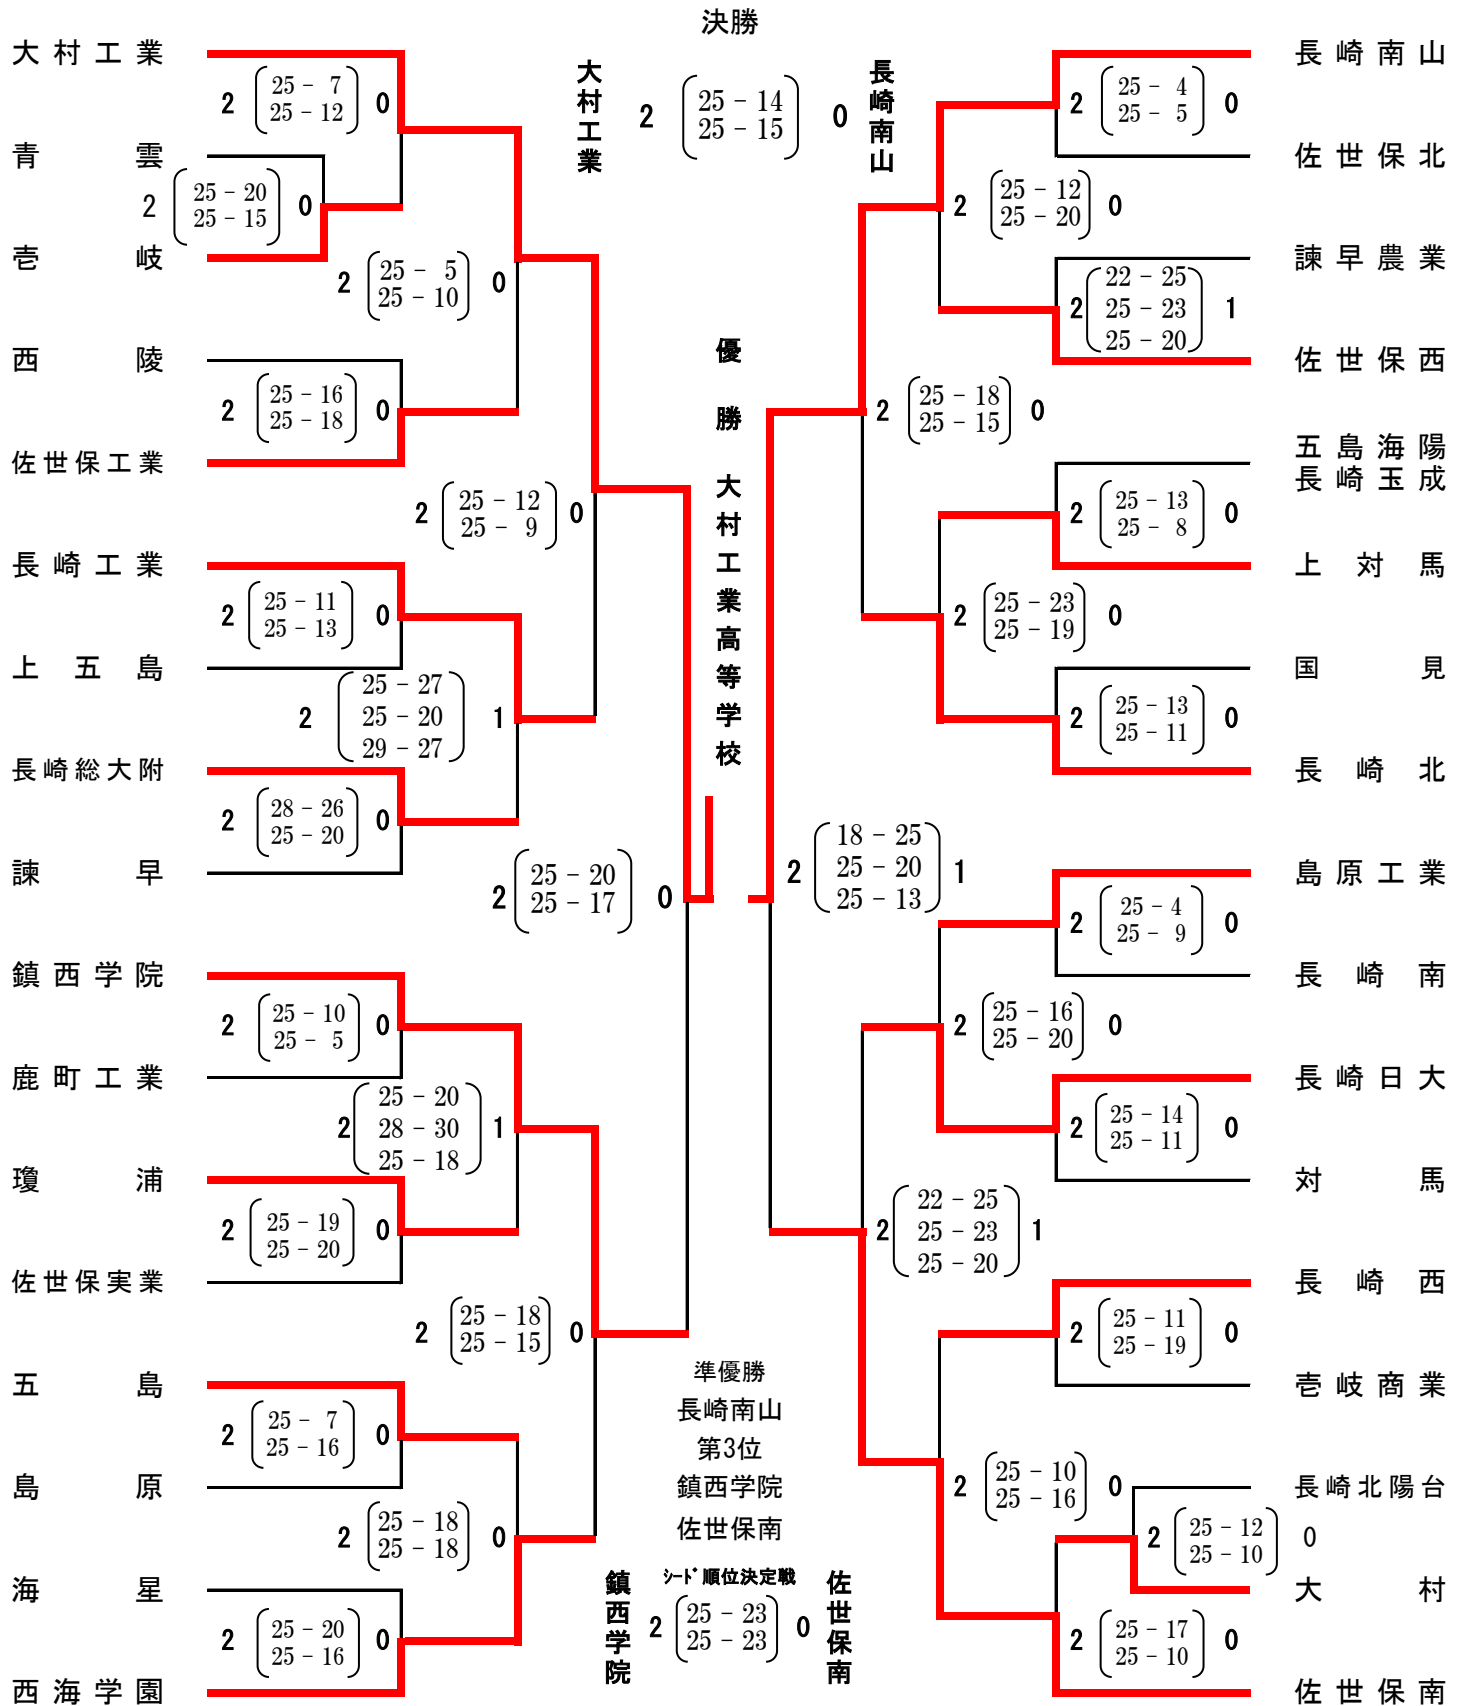 決勝
大村工業
2 25 - 14 0
25 - 15
長崎南山
大村工業
2 25 - 7 0
25 - 12
青雲
2 25 - 20 0
25 - 15
壱岐
2 25 - 5 0
25 - 10
西陵
2 25 - 16 0
25 - 18
佐世保工業
2 25 - 12 0
25 - 9
長崎工業
2 25 - 11 0
25 - 13
上五島
2 25 - 27 1
25 - 20
29 - 27
長崎総大附
2 28 - 26 0
25 - 20
諫早
2 25 - 20 0
25 - 17
鎮西学院
2 25 - 10 0
25 - 5
鹿町工業
2 25 - 20 1
28 - 30
25 - 18
瓊浦
2 25 - 19 0
25 - 20
佐世保実業
2 25 - 18 0
25 - 15
五島
2 25 - 7 0
25 - 16
島原
2 25 - 18 0
25 - 18
海星
2 25 - 20 0
25 - 16
西海学園
優勝 大村工業高等学校
長崎南山
2 25 - 4 0
25 - 5
佐世保北
2 25 - 12 0
25 - 20
諫早農業
2 22 - 25 1
25 - 23
25 - 20
佐世保西
2 25 - 18 0
25 - 15
五島海陽
長崎玉成
2 25 - 13 0
25 - 8
上対馬
2 25 - 23 0
25 - 19
国見
2 25 - 13 0
25 - 11
長崎北
2 18 - 25 1
25 - 20
25 - 13
島原工業
2 25 - 4 0
25 - 9
長崎南
2 25 - 16 0
25 - 20
長崎日大
2 25 - 14 0
25 - 11
対馬
2 22 - 25 1
25 - 23
25 - 20
長崎西
2 25 - 11 0
25 - 19
壱岐商業
2 25 - 10 0
25 - 16
長崎北陽台
2 25 - 12 0
25 - 10
大村
2 25 - 17 0
25 - 10
佐世保南
準優勝
長崎南山
第3位
鎮西学院
佐世保南
ｼｰﾄﾞ順位決定戦
鎮西学院
2 25 - 23 0
25 - 23
佐世保南